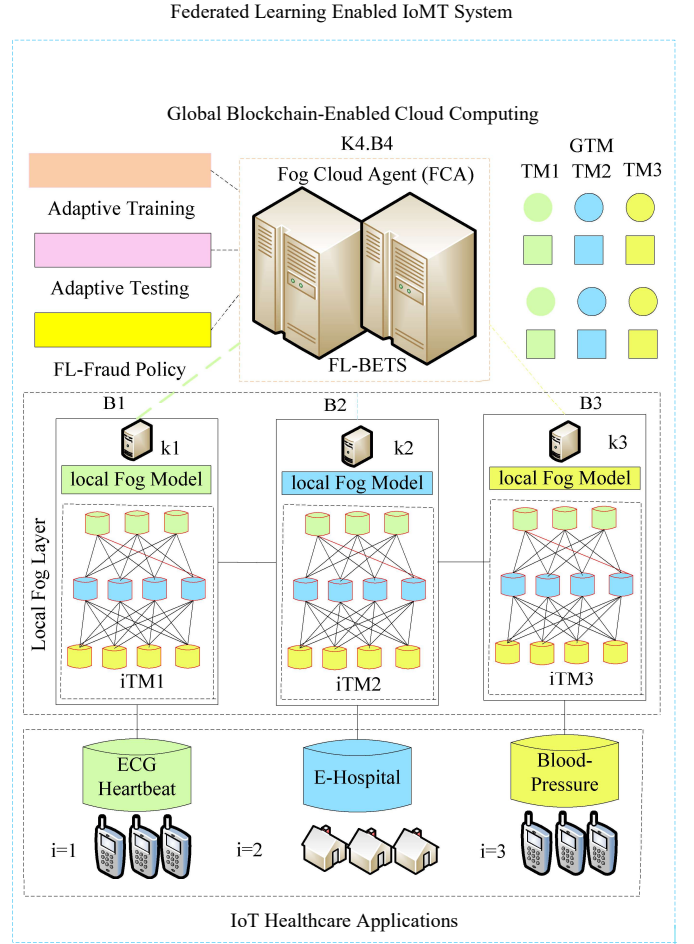 Federated Learning Enabled IoMT System
Global Blockchain-Enabled Cloud Computing
K4.B4
GTM
Fog Cloud Agent (FCA)
TM1 TM2 TM3
Adaptive Training
Adaptive Testing
FL-Fraud Policy
FL-BETS
B1 B2 B3
k1 k2 k3
local Fog Model local Fog Model local Fog Model
Local Fog Layer
iTM1 iTM2 iTM3
ECG
Heartbeat
E-Hospital
Blood-
Pressure
i=1 i=2 i=3
IoT Healthcare Applications